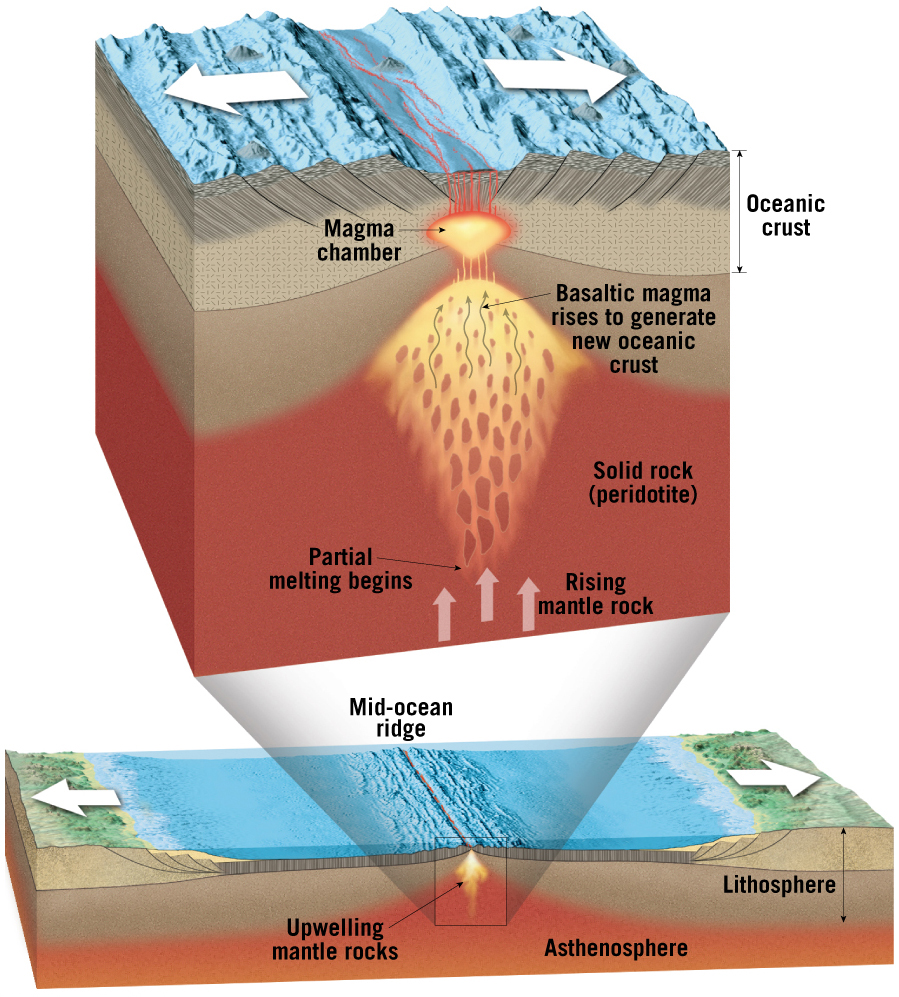 Oceanic
crust
Magma
chamber
Basaltic magma
rises to generate
new oceanic
crust
Solid rock
(peridotite)
Partial
melting begins
Rising
mantle rock
Mid-ocean
ridge
Lithosphere
Upwelling
mantle rocks
Asthenosphere